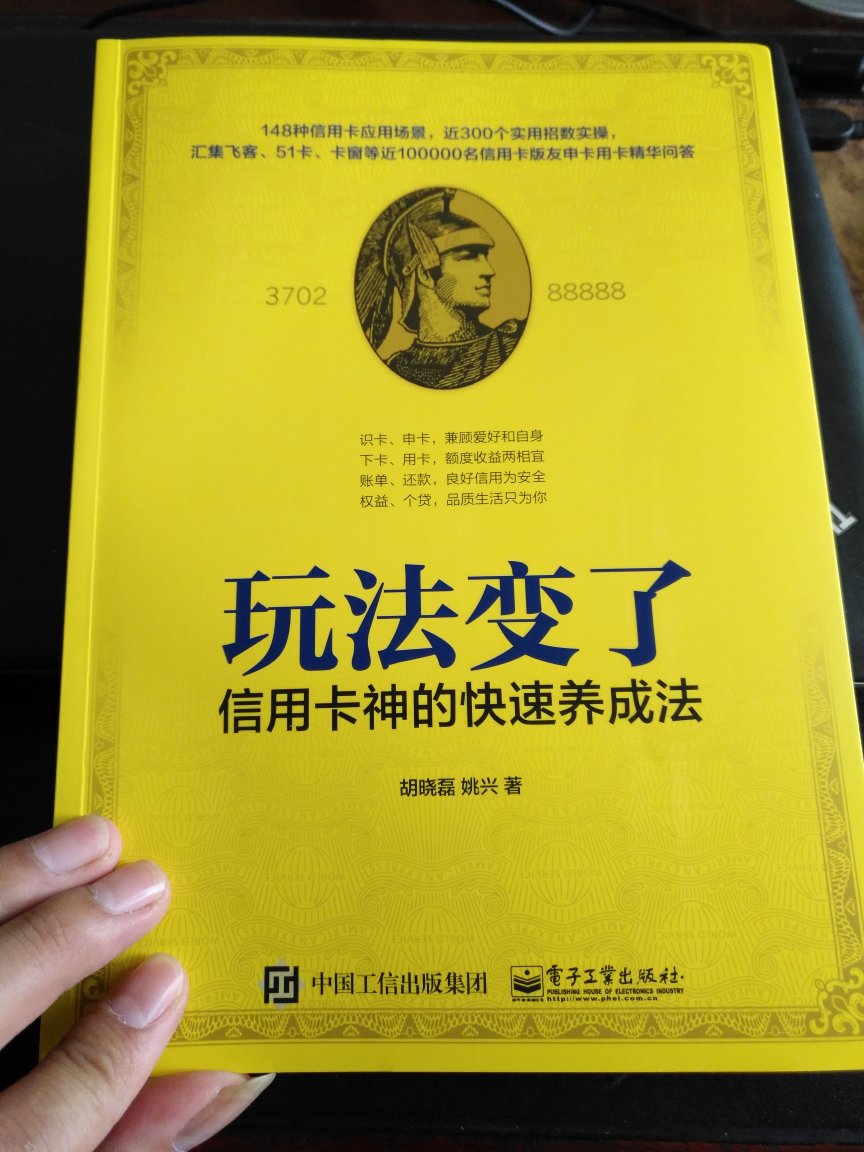 148种信用卡应用场景，近300个实用招数实操，
汇集飞客、51卡、卡窗等近100000名信用卡版友申卡用卡精华问答
3702 88888
识卡、申卡，兼顾爱好和自身
下卡、用卡，额度收益两相宜
账单、还款，良好信用为安全
权益、个贷，品质生活只为你
玩法变了
信用卡神的快速养成法
胡晓磊 姚兴 著
WORLD SERVICE
AMERICAN EXPRESS
中国工信出版集团
電子工業出版社.
PUBLISHING HOUSE OF ELECTRONICS INDUSTRY
http://www.phei.com.cn